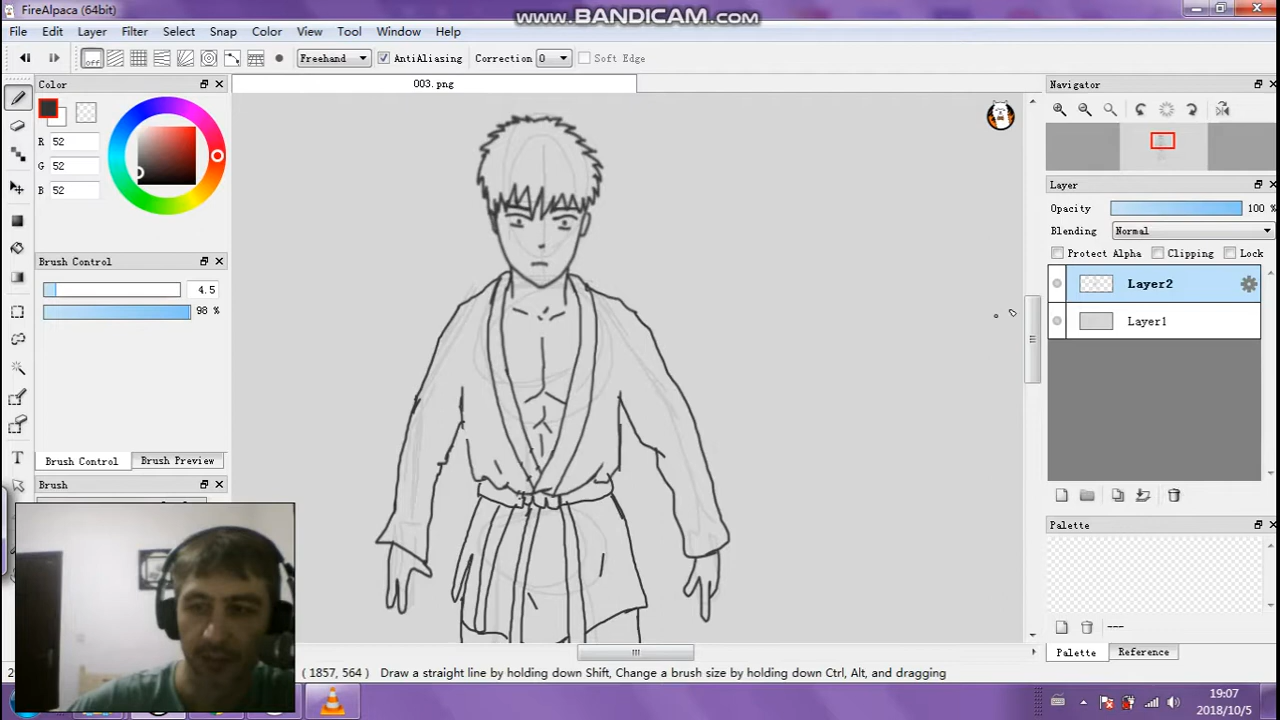 FireAlpaca (64bit)
www.BANDICAM.com
File Edit Layer Filter Select Snap Color View Tool Window Help
off Freehand AntiAliasing Correction 0 Soft Edge
Color
003.png
Navigator
R 52
G 52
B 52
Layer
Opacity 100 %
Blending Normal
Protect Alpha Clipping Lock
Brush Control
4.5
98 %
Layer2
Layer1
Brush Control Brush Preview
T
Brush
Palette
---
Palette Reference
( 1857, 564 ) Draw a straight line by holding down Shift, Change a brush size by holding down Ctrl, Alt, and dragging
19:07
2018/10/5